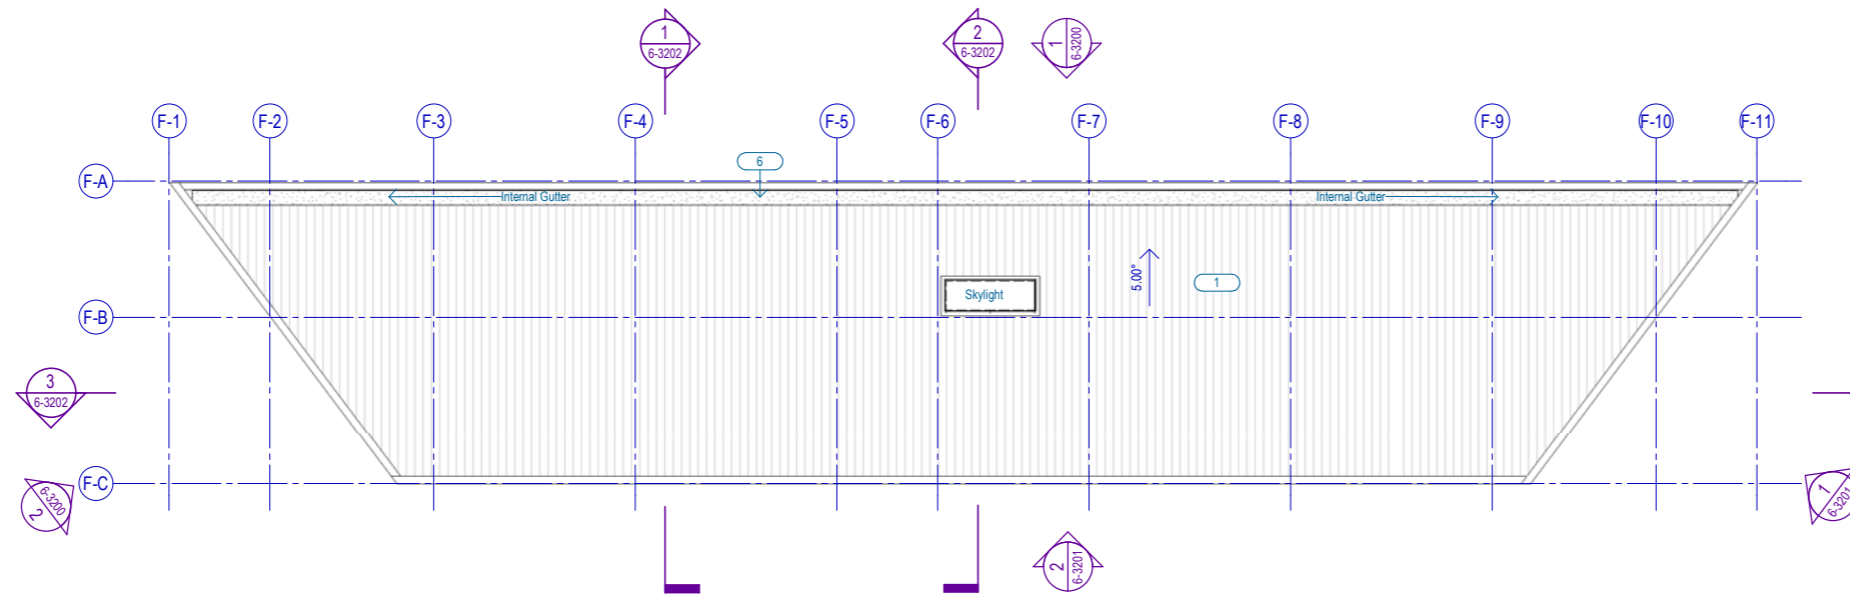 1
6-3202
2
6-3202
1
6-3200
F-1
F-2
F-3
F-4
F-5
F-6
F-7
F-8
F-9
F-10
F-11
6
F-A
Internal Gutter
Internal Gutter
5.00°
1
Skylight
F-B
3
6-3202
F-C
6-3200
2
1
6-3201
2
6-3201